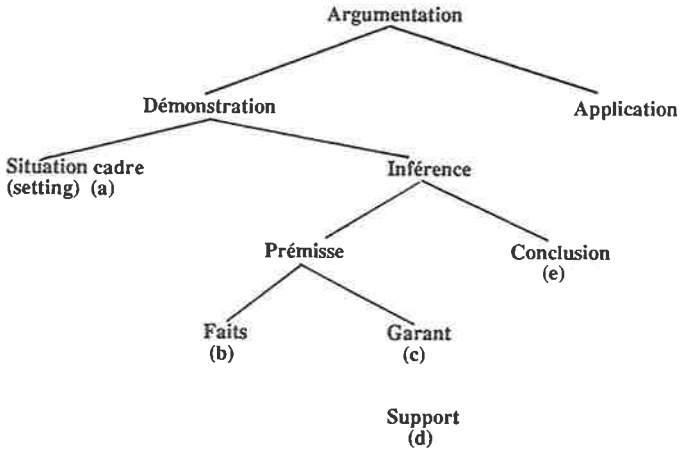 Argumentation
Démonstration
Application
Situation cadre
(setting) (a)
Inférence
Prémisse
Conclusion
(e)
Faits
(b)
Garant
(c)
Support
(d)